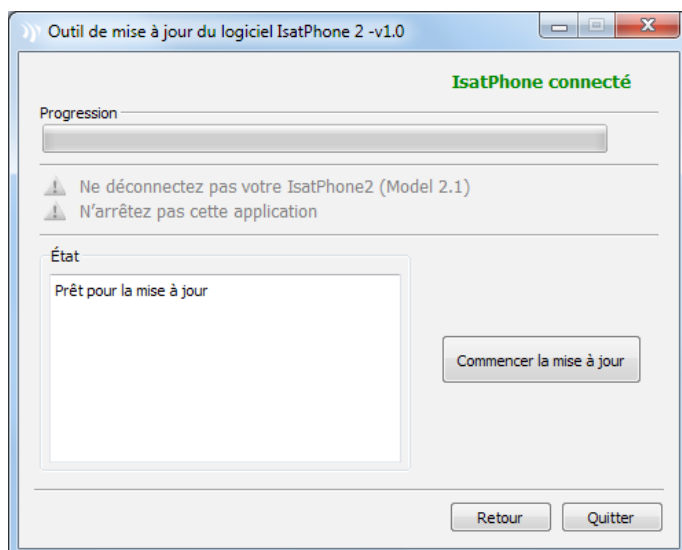 Outil de mise à jour du logiciel IsatPhone 2 -v1.0
IsatPhone connecté
Progression
Ne déconnectez pas votre IsatPhone2 (Model 2.1)
N'arrêtez pas cette application
État
Prêt pour la mise à jour
Commencer la mise à jour
Retour
Quitter